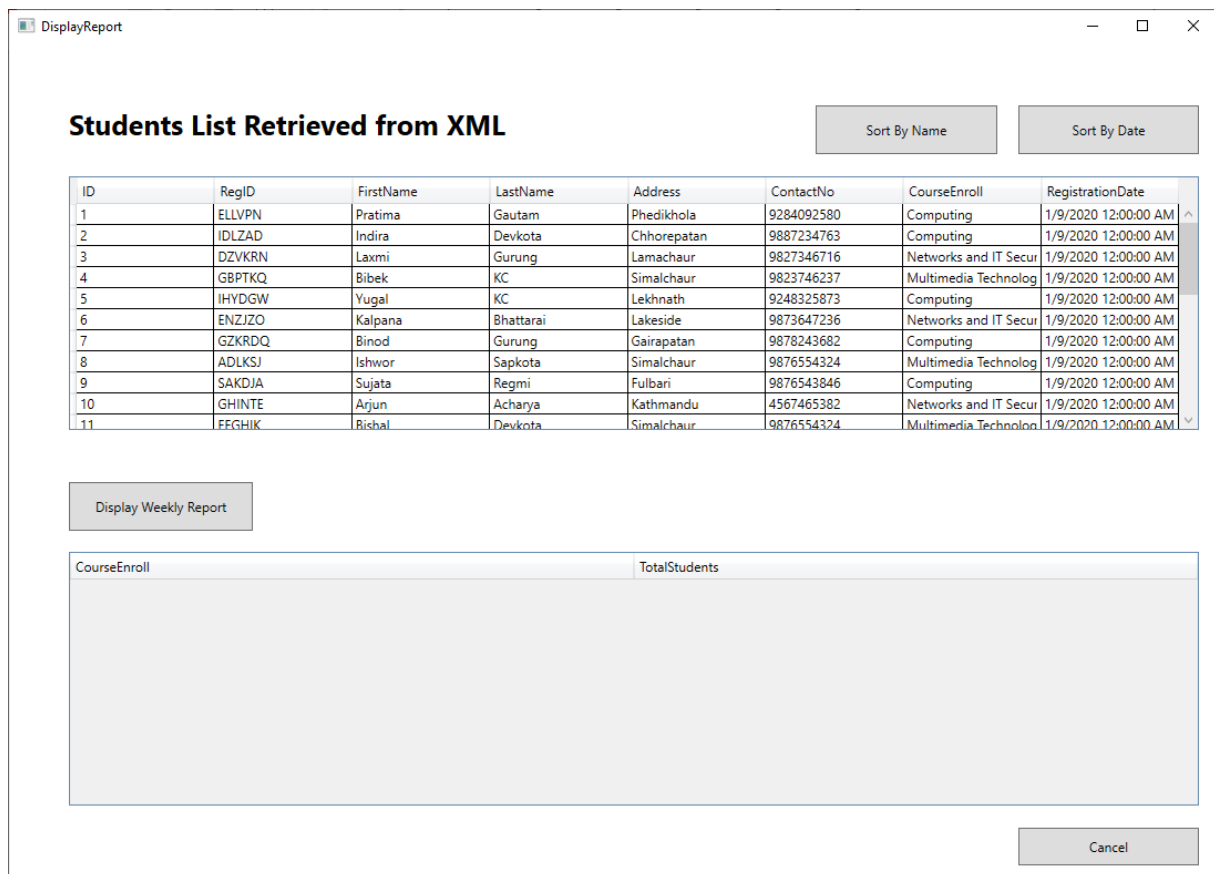 DisplayReport
Students List Retrieved from XML
Sort By Name
Sort By Date
ID RegID FirstName LastName Address ContactNo CourseEnroll RegistrationDate
1 ELLVPN Pratima Gautam Phedikhola 9284092580 Computing 1/9/2020 12:00:00 AM
2 IDLZAD Indira Devkota Chhorepatan 9887234763 Computing 1/9/2020 12:00:00 AM
3 DZVKRN Laxmi Gurung Lamachaur 9827346716 Networks and IT Secur 1/9/2020 12:00:00 AM
4 GBPTKQ Bibek KC Simalchaur 9823746237 Multimedia Technolog 1/9/2020 12:00:00 AM
5 IHYDGW Yugal KC Lekhnath 9248325873 Computing 1/9/2020 12:00:00 AM
6 ENZJZO Kalpana Bhattarai Lakeside 9873647236 Networks and IT Secur 1/9/2020 12:00:00 AM
7 GZKRDQ Binod Gurung Gairapatan 9878243682 Computing 1/9/2020 12:00:00 AM
8 ADLKSJ Ishwor Sapkota Simalchaur 9876554324 Multimedia Technolog 1/9/2020 12:00:00 AM
9 SAKDJA Sujata Regmi Fulbari 9876543846 Computing 1/9/2020 12:00:00 AM
10 GHINTE Arjun Acharya Kathmandu 4567465382 Networks and IT Secur 1/9/2020 12:00:00 AM
11 Bishal Devkota Simalchaur 9876554324 Multimedia Technolog 1/9/2020 12:00:00 AM
Display Weekly Report
CourseEnroll TotalStudents
Cancel